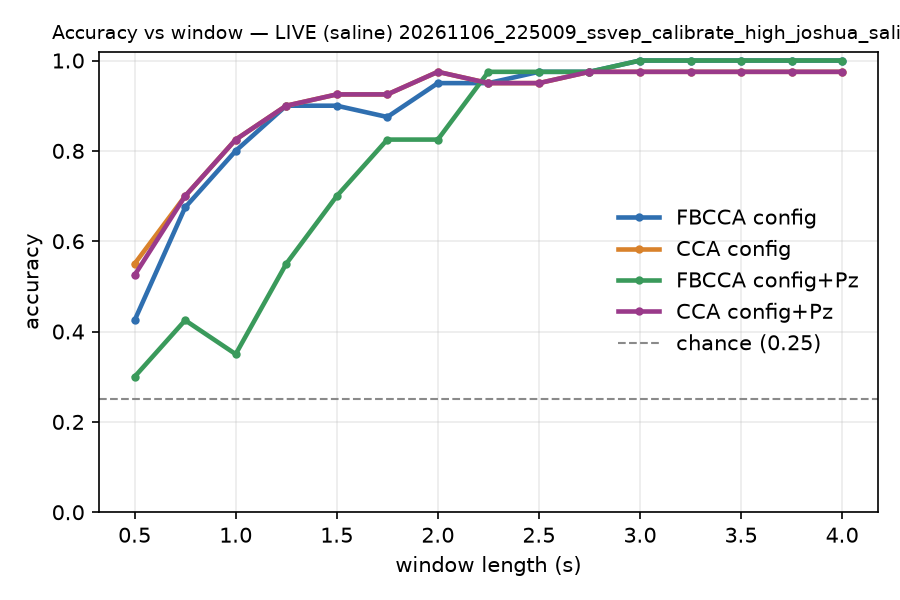 Accuracy vs window — LIVE (saline) 20261106_225009_ssvep_calibrate_high_joshua_sali
1.0
0.8
0.6
0.4
0.2
0.0
accuracy
FBCCA config
CCA config
FBCCA config+Pz
CCA config+Pz
chance (0.25)
0.5 1.0 1.5 2.0 2.5 3.0 3.5 4.0
window length (s)